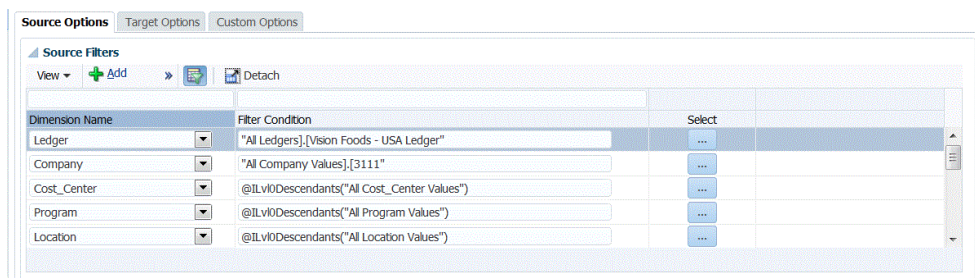 Source Options Target Options Custom Options
Source Filters
View Add » Detach
Dimension Name Filter Condition Select
Ledger "All Ledgers].[Vision Foods - USA Ledger" ...
Company "All Company Values].[3111" ...
Cost_Center @ILvl0Descendants("All Cost_Center Values") ...
Program @ILvl0Descendants("All Program Values") ...
Location @ILvl0Descendants("All Location Values") ...